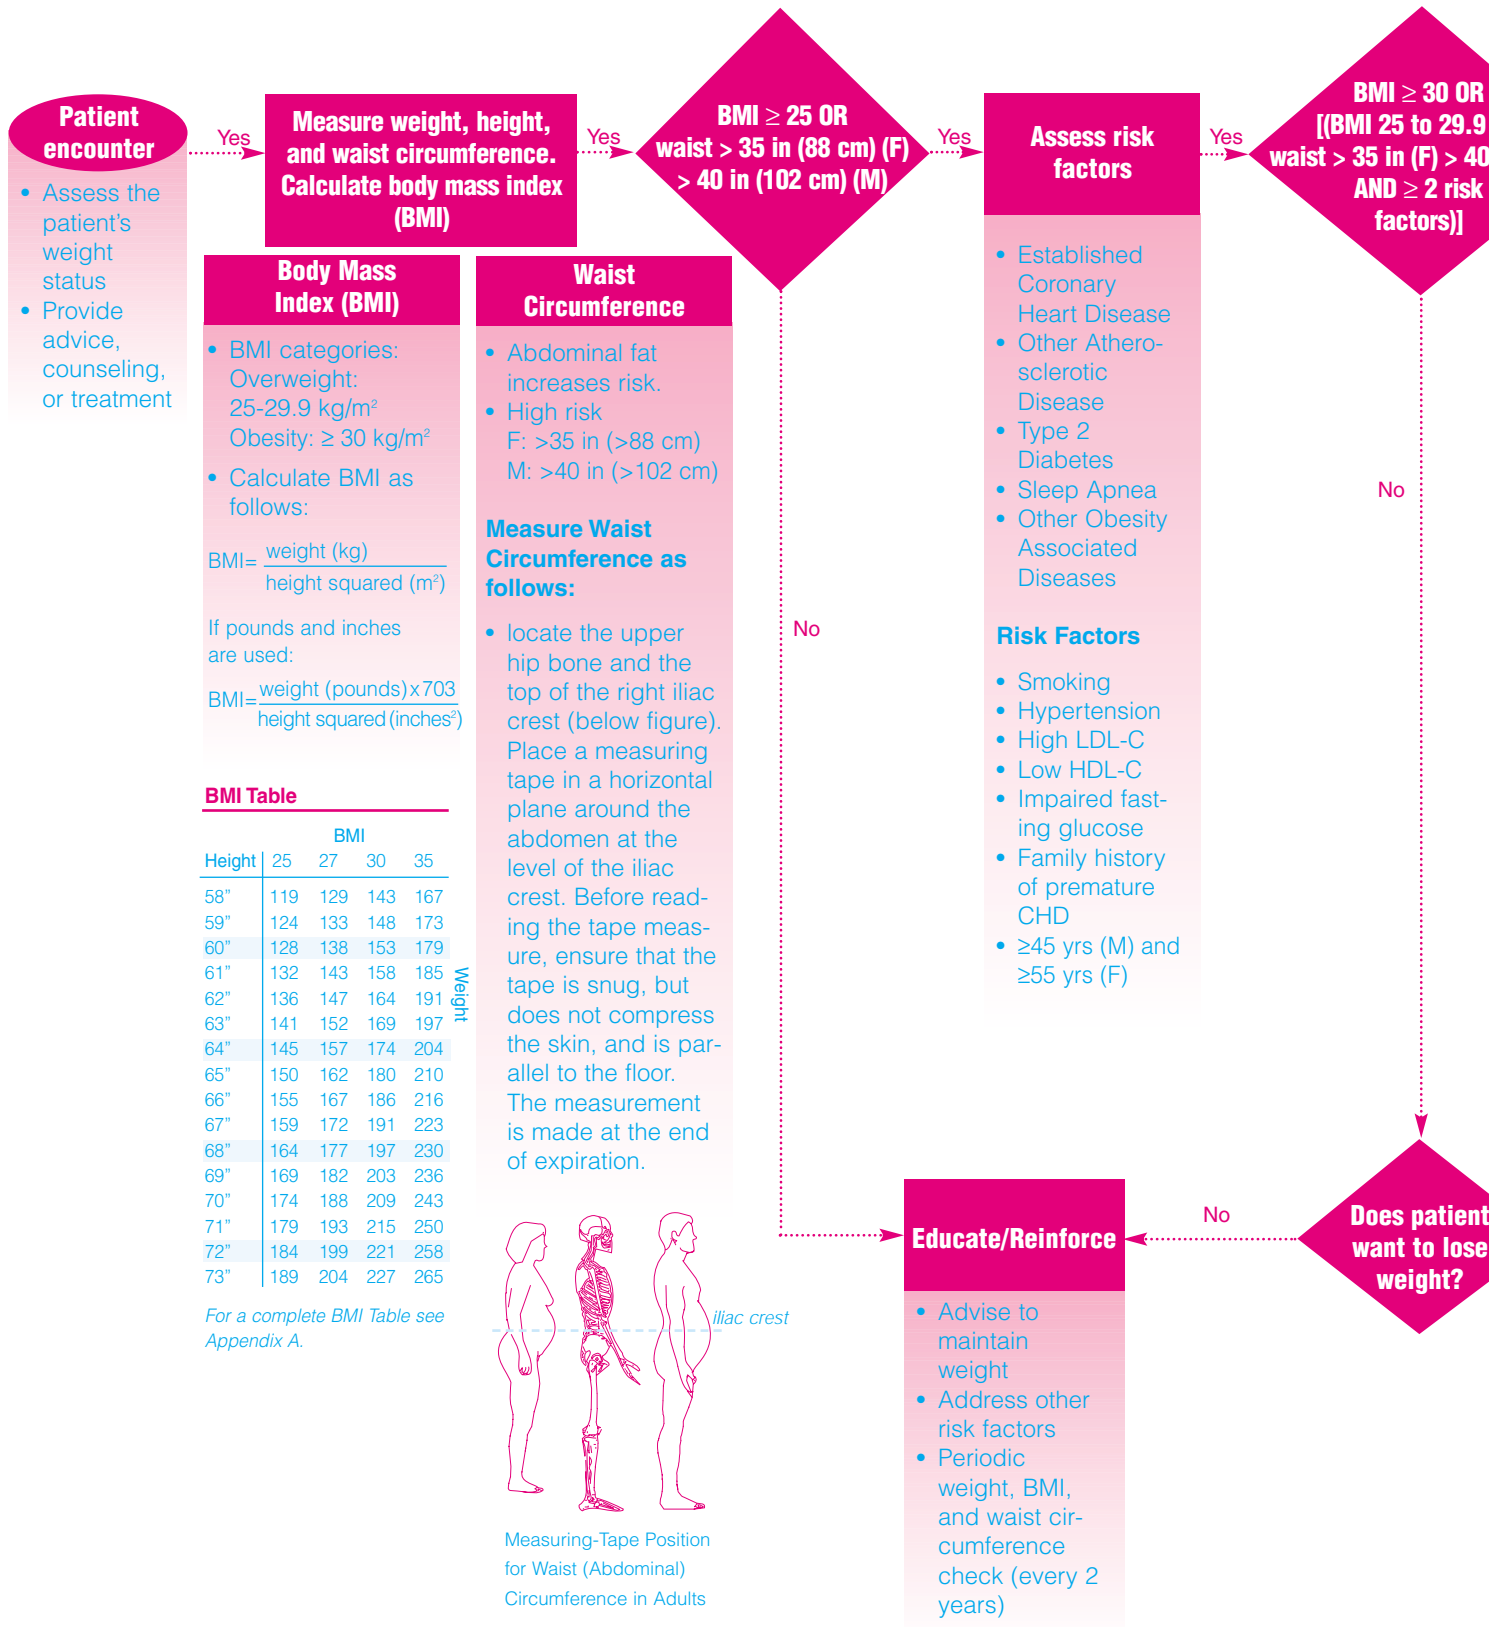 Patient
encounter
• Assess the
patient's
weight
status
• Provide
advice,
counseling,
or treatment
Yes
Measure weight, height,
and waist circumference.
Calculate body mass index
(BMI)
Yes
BMI ≥ 25 OR
waist > 35 in (88 cm) (F)
> 40 in (102 cm) (M)
Yes
Assess risk
factors
Yes
BMI ≥ 30 OR
[(BMI 25 to 29.9
waist > 35 in (F) > 40
AND ≥ 2 risk
factors)]
Body Mass
Index (BMI)
• BMI categories:
Overweight:
25-29.9 kg/m²
Obesity: ≥ 30 kg/m²
• Calculate BMI as
follows:
BMI= weight (kg)
height squared (m²)
If pounds and inches
are used:
BMI= weight (pounds) x 703
height squared (inches²)
BMI Table
BMI
Height 25 27 30 35
58” 119 129 143 167
59” 124 133 148 173
60” 128 138 153 179
61” 132 143 158 185
62” 136 147 164 191
63” 141 152 169 197
64” 145 157 174 204
65” 150 162 180 210
66” 155 167 186 216
67” 159 172 191 223
68” 164 177 197 230
69” 169 182 203 236
70” 174 188 209 243
71” 179 193 215 250
72” 184 199 221 258
73” 189 204 227 265
Weight
For a complete BMI Table see
Appendix A.
Waist
Circumference
• Abdominal fat
increases risk.
• High risk
F: >35 in (>88 cm)
M: >40 in (>102 cm)
Measure Waist
Circumference as
follows:
• locate the upper
hip bone and the
top of the right iliac
crest (below figure).
Place a measuring
tape in a horizontal
plane around the
abdomen at the
level of the iliac
crest. Before read-
ing the tape meas-
ure, ensure that the
tape is snug, but
does not compress
the skin, and is par-
allel to the floor.
The measurement
is made at the end
of expiration.
iliac crest
Measuring-Tape Position
for Waist (Abdominal)
Circumference in Adults
No
• Established
Coronary
Heart Disease
• Other Athero-
sclerotic
Disease
• Type 2
Diabetes
• Sleep Apnea
• Other Obesity
Associated
Diseases
Risk Factors
• Smoking
• Hypertension
• High LDL-C
• Low HDL-C
• Impaired fast-
ing glucose
• Family history
of premature
CHD
• ≥45 yrs (M) and
≥55 yrs (F)
No
Does patient
want to lose
weight?
No
Educate/Reinforce
• Advise to
maintain
weight
• Address other
risk factors
• Periodic
weight, BMI,
and waist cir-
cumference
check (every 2
years)